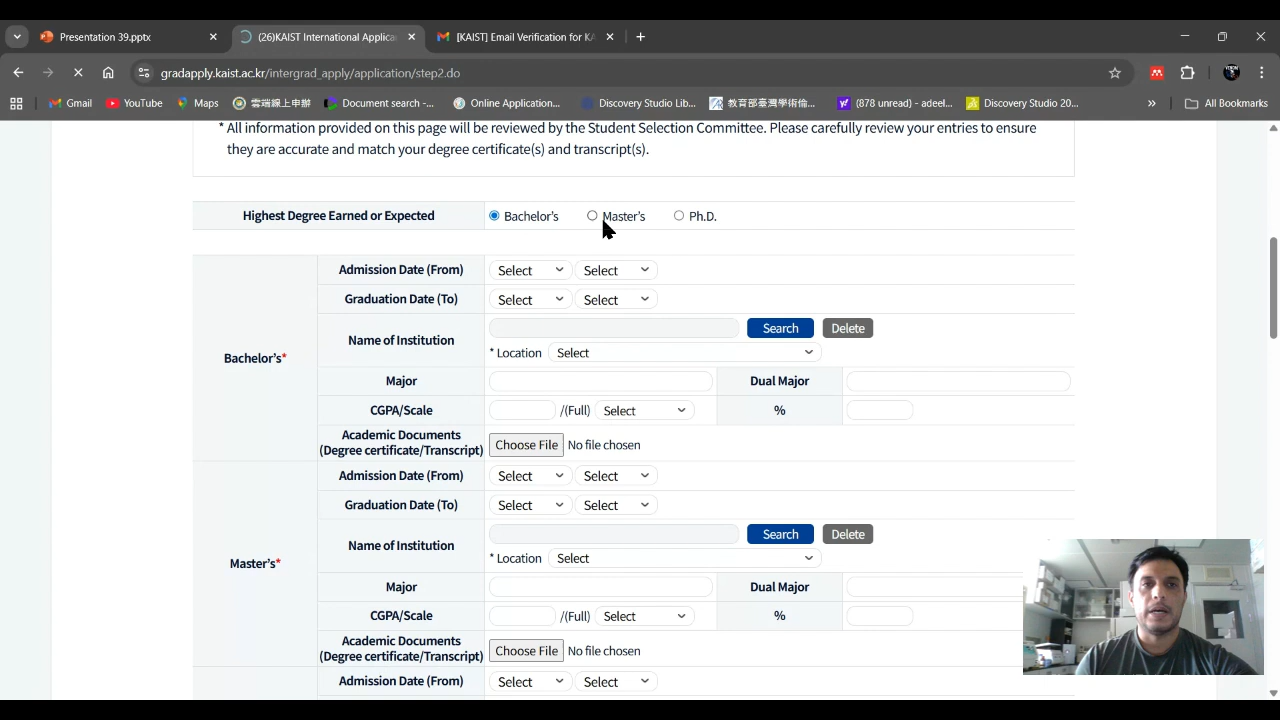 Presentation 39.pptx
(26)KAIST International Applica
[KAIST] Email Verification for KA
gradapply.kaist.ac.kr/intergrad_apply/application/step2.do
Gmail
YouTube
Maps
雲端線上申辦
Document search -...
Online Application...
Discovery Studio Lib...
教育部臺灣學術倫...
(878 unread) - adeel...
Discovery Studio 20...
»
All Bookmarks
* All information provided on this page will be reviewed by the Student Selection Committee. Please carefully review your entries to ensure
they are accurate and match your degree certificate(s) and transcript(s).
Highest Degree Earned or Expected Bachelor's Master's Ph.D.
Bachelor's*
Admission Date (From) Select Select
Graduation Date (To) Select Select
Name of Institution
Search Delete
* Location Select
Major Dual Major
CGPA/Scale /(Full) Select %
Academic Documents
(Degree certificate/Transcript)
Choose File No file chosen
Master's*
Admission Date (From) Select Select
Graduation Date (To) Select Select
Name of Institution
Search Delete
* Location Select
Major Dual Major
CGPA/Scale /(Full) Select %
Academic Documents
(Degree certificate/Transcript)
Choose File No file chosen
Admission Date (From) Select Select